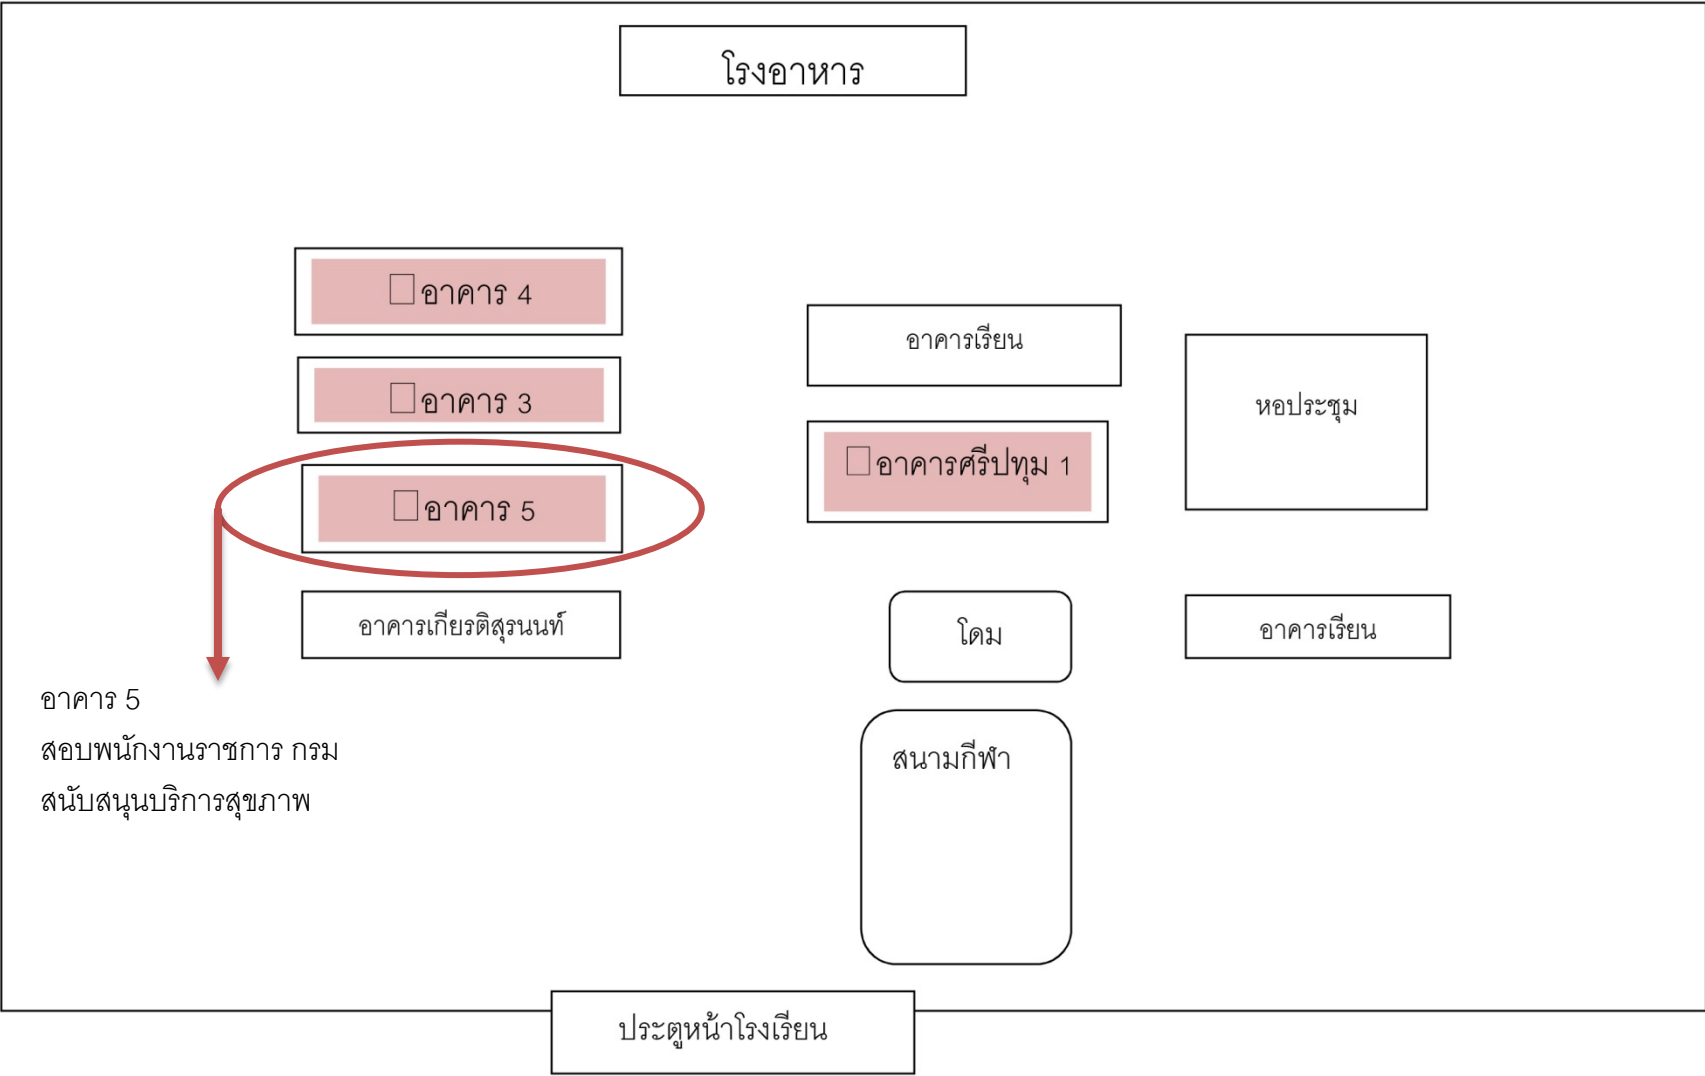 โรงอาหาร
อาคาร 4
อาคาร 3
อาคาร 5
อาคารเกียรติสุรนนท์
อาคารเรียน
อาคารศรีปทุม 1
หอประชุม
โดม
อาคารเรียน
สนามกีฬา
อาคาร 5
สอบพนักงานราชการ กรม
สนับสนุนบริการสุขภาพ
ประตูหน้าโรงเรียน